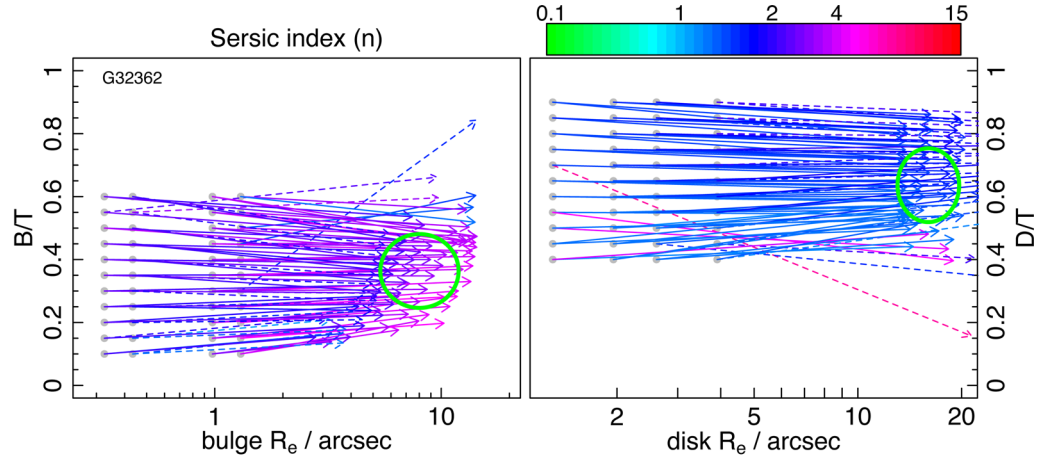 Sersic index (n)
0.1 1 2 4 15
G32362
B/T
0 0.2 0.4 0.6 0.8 1
1 10
bulge Re / arcsec
2 5 10 20
disk Re / arcsec
0 0.2 0.4 0.6 0.8 1
D/T